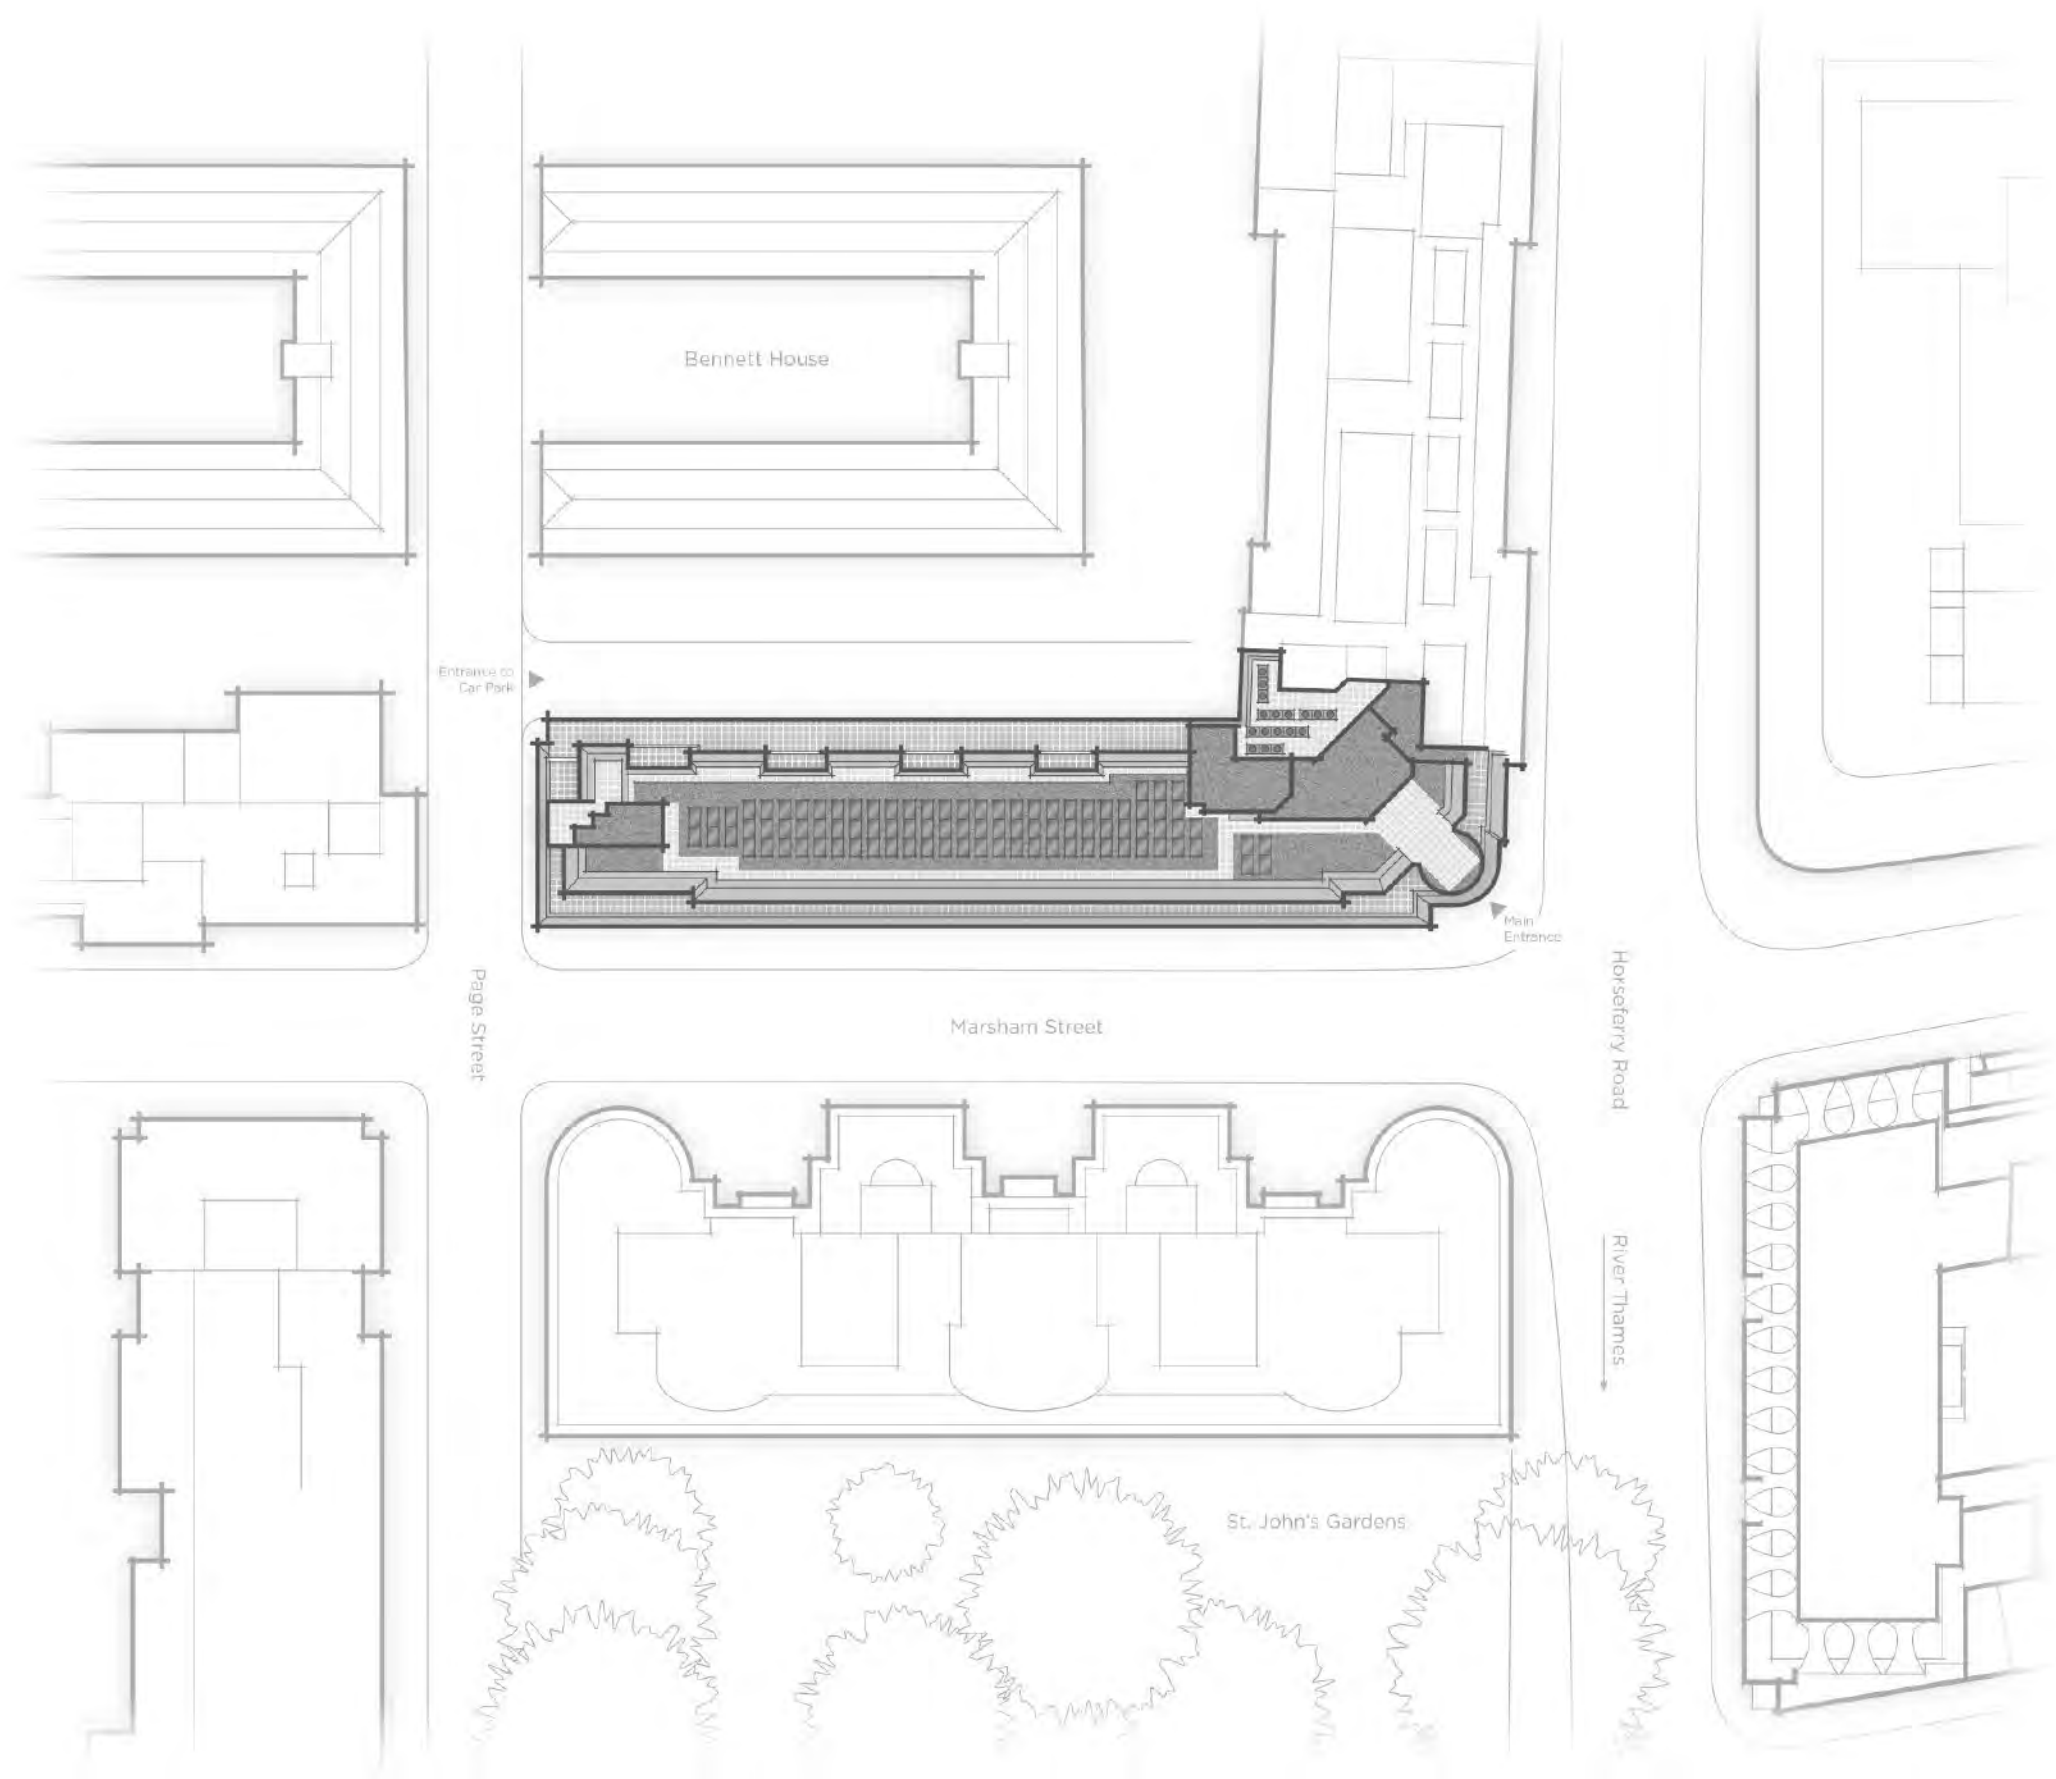 Bennett House
Entrance to
Car Park
Main
Entrance
Page Street
Marsham Street
Horseferry Road
River Thames
St. John's Gardens